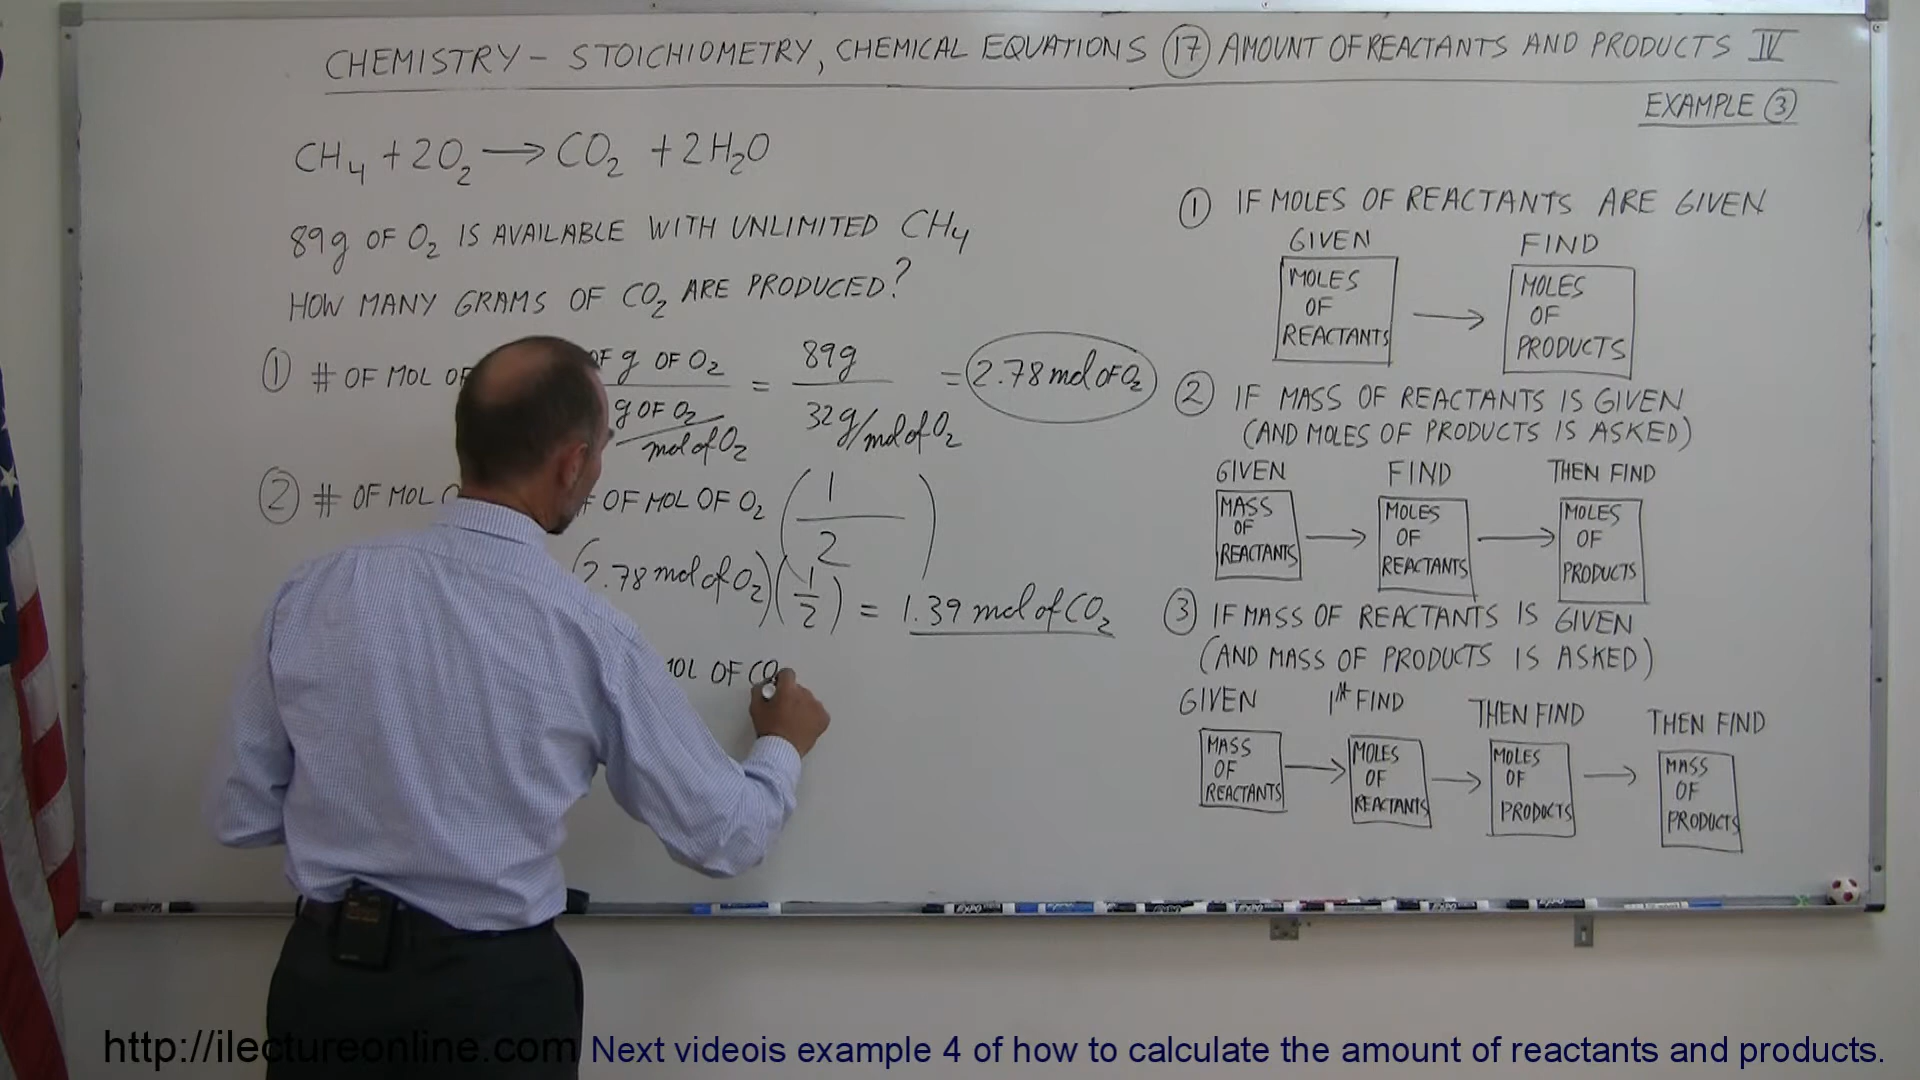 CHEMISTRY – STOICHIOMETRY, CHEMICAL EQUATIONS 17 AMOUNT OF REACTANTS AND PRODUCTS IV
EXAMPLE 3
CH4 + 2O2 → CO2 + 2H2O
89g OF O2 IS AVAILABLE WITH UNLIMITED CH4
HOW MANY GRAMS OF CO2 ARE PRODUCED?
① # OF MOL OF g OF O2 / g OF O2/mol of O2 = 89g / 32g/mol of O2 = 2.78 mol of O2
② # OF MOL OF MOL OF O2 (1/2)
(2.78 mol of O2)(1/2) = 1.39 mol of CO2
MOL OF CO2
① IF MOLES OF REACTANTS ARE GIVEN
GIVEN FIND
MOLES OF REACTANTS → MOLES OF PRODUCTS
② IF MASS OF REACTANTS IS GIVEN
(AND MOLES OF PRODUCTS IS ASKED)
GIVEN FIND THEN FIND
MASS OF REACTANTS → MOLES OF REACTANTS → MOLES OF PRODUCTS
③ IF MASS OF REACTANTS IS GIVEN
(AND MASS OF PRODUCTS IS ASKED)
GIVEN 1st FIND THEN FIND THEN FIND
MASS OF REACTANTS → MOLES OF REACTANTS → MOLES OF PRODUCTS → MASS OF PRODUCTS
http://ilectureonline.com Next videois example 4 of how to calculate the amount of reactants and products.